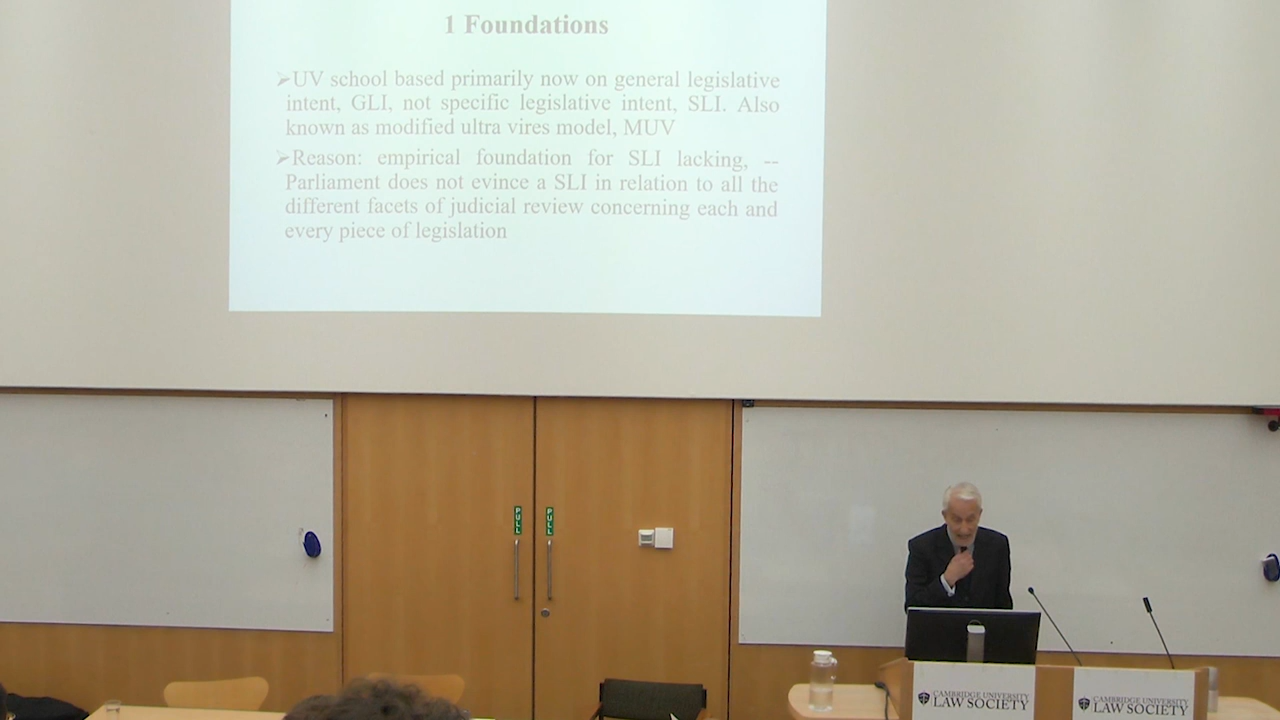 1 Foundations
➢UV school based primarily now on general legislative
intent, GLI, not specific legislative intent, SLI. Also
known as modified ultra vires model, MUV
➢Reason: empirical foundation for SLI lacking, --
Parliament does not evince a SLI in relation to all the
different facets of judicial review concerning each and
every piece of legislation
PULL
PULL
CAMBRIDGE UNIVERSITY
LAW SOCIETY
CAMBRIDGE UNIVERSITY
LAW SOCIETY